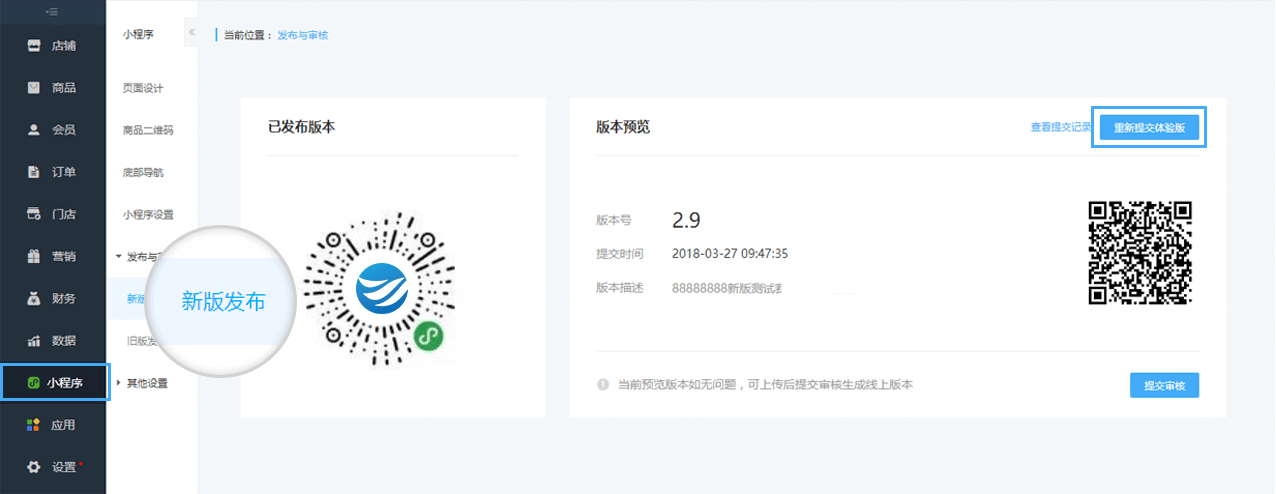 店铺
商品
会员
订单
门店
营销
财务
数据
小程序
应用
设置
小程序
页面设计
商品二维码
底部导航
小程序设置
发布与
新版
新版发布
旧版发
其他设置
当前位置： 发布与审核
已发布版本
版本预览
查看提交记录
重新提交体验版
版本号 2.9
提交时间 2018-03-27 09:47:35
版本描述 88888888新版测试
当前预览版本如无问题，可上传后提交审核生成线上版本
提交审核